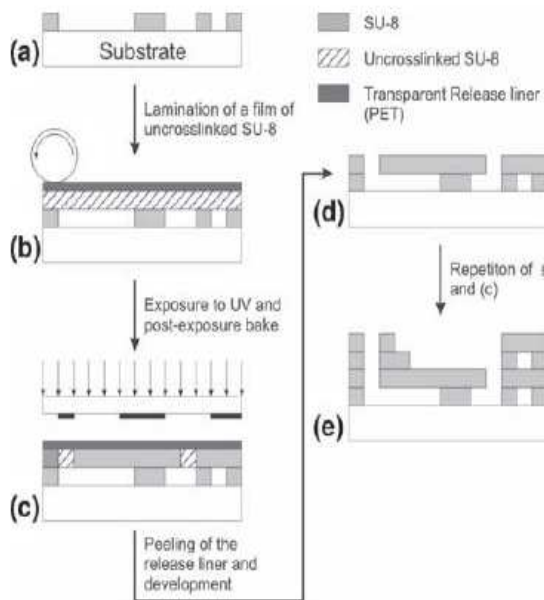 (a)
Substrate
Lamination of a film of
uncrosslinked SU-8
(b)
Exposure to UV and
post-exposure bake
(c)
Peeling of the
release liner and
development
SU-8
Uncrosslinked SU-8
Transparent Release liner
(PET)
(d)
Repetiton of
and (c)
(e)